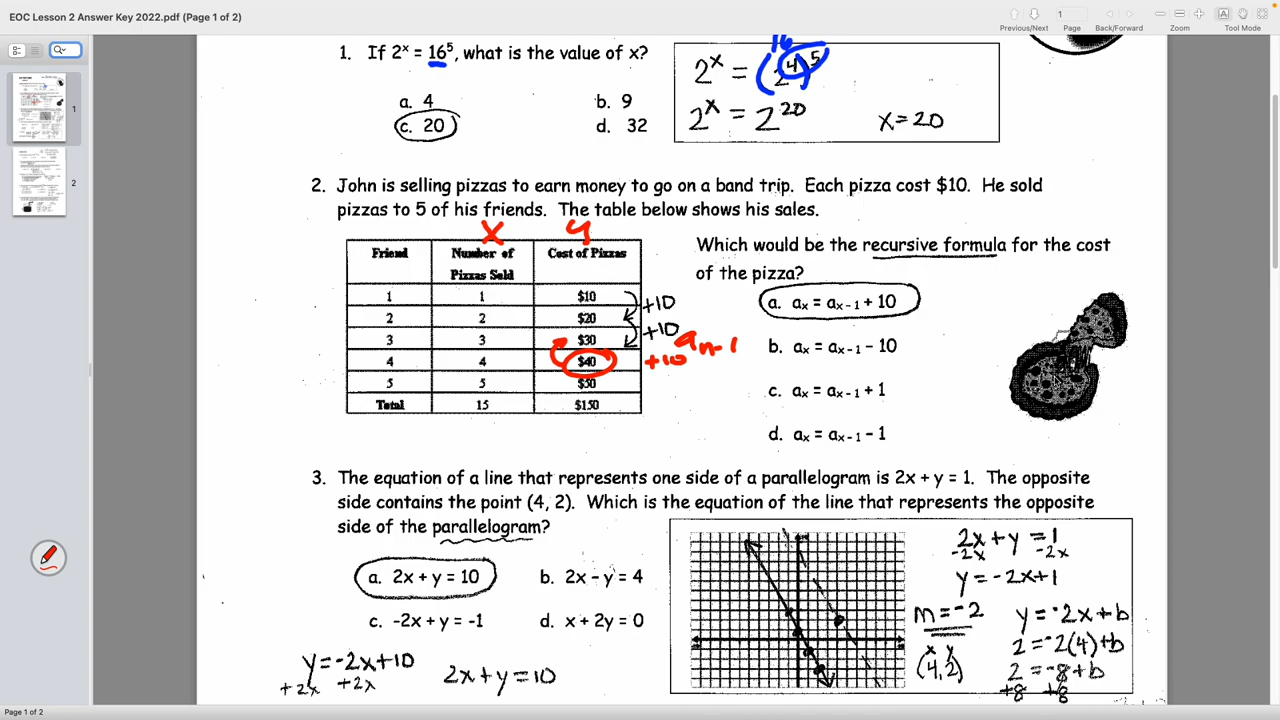 EOC Lesson 2 Answer Key 2022.pdf (Page 1 of 2)
1
Previous/Next
Page
Back/Forward
Size
Tool Mode
1
2
1. If 2ˣ = 16⁵, what is the value of x?
a. 4
b. 9
c. 20
d. 32
16
2ˣ = (2⁴)⁵
2ˣ = 2²⁰
x = 20
2. John is selling pizzas to earn money to go on a band trip. Each pizza cost $10. He sold
pizzas to 5 of his friends. The table below shows his sales.
x y
Friend Number of Pizzas Sold Cost of Pizzas
1 1 $10
2 2 $20
3 3 $30
4 4 $40
5 5 $50
Total 15 $150
+10
+10
+10
aₙ₋₁
Which would be the recursive formula for the cost
of the pizza?
a. aₓ = aₓ₋₁ + 10
b. aₓ = aₓ₋₁ – 10
c. aₓ = aₓ₋₁ + 1
d. aₓ = aₓ₋₁ – 1
3. The equation of a line that represents one side of a parallelogram is 2x + y = 1. The opposite
side contains the point (4, 2). Which is the equation of the line that represents the opposite
side of the parallelogram?
a. 2x + y = 10
b. 2x – y = 4
c. -2x + y = -1
d. x + 2y = 0
y = -2x + 10
+2x +2x
2x + y = 10
2x + y = 1
-2x -2x
y = -2x + 1
m = -2
x y
(4, 2)
y = -2x + b
2 = -2(4) + b
2 = -8 + b
+8 +8
Page 1 of 2